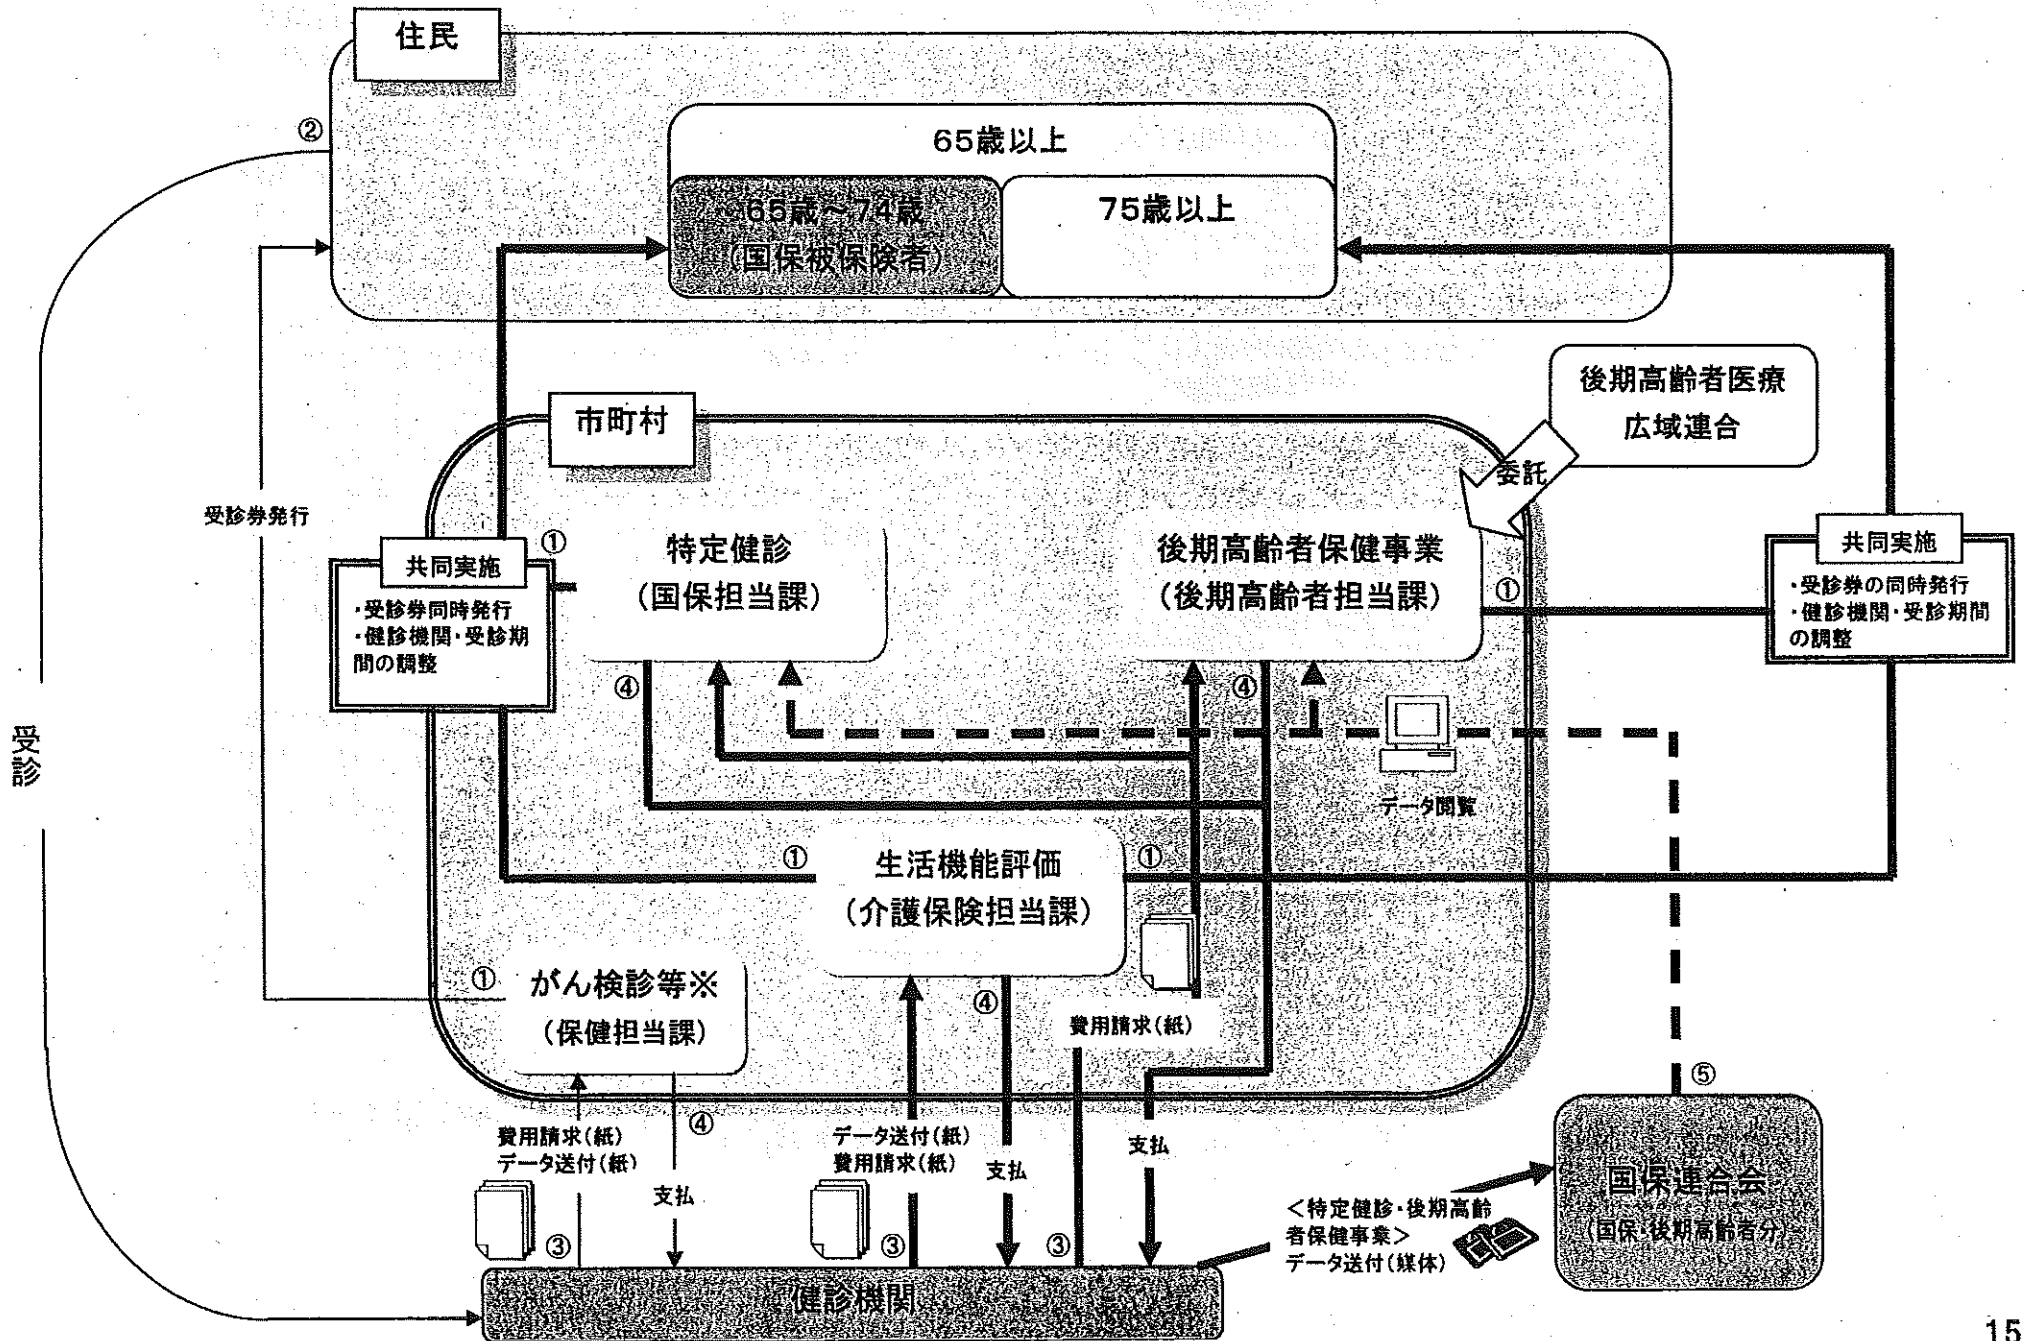 住民
②
65歳以上
65歳～74歳
(国保被保険者)
75歳以上
後期高齢者医療
広域連合
委託
市町村
受診券発行
受診
共同実施
①
・受診券同時発行
・健診機関・受診期
間の調整
特定健診
(国保担当課)
後期高齢者保健事業
(後期高齢者担当課)
①
共同実施
・受診券の同時発行
・健診機関・受診期間
の調整
④
④
データ閲覧
①
生活機能評価
(介護保険担当課)
①
①
がん検診等※
(保健担当課)
④
費用請求(紙)
④
費用請求(紙)
データ送付(紙)
支払
データ送付(紙)
費用請求(紙)
支払
支払
③
③
③
⑤
国保連合会
(国保・後期高齢者分)
＜特定健診・後期高齢
者保健事業＞
データ送付(媒体)
健診機関
15